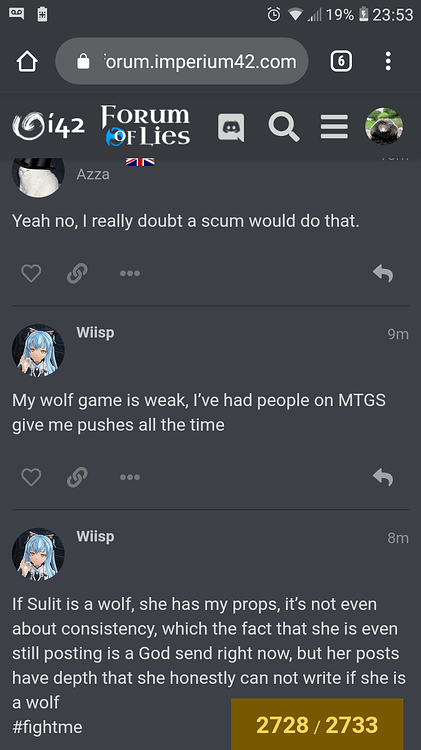 19% 23:53
orum.imperium42.com 6
i42 Forum of Lies
Azza
Yeah no, I really doubt a scum would do that.
Wiisp 9m
My wolf game is weak, I've had people on MTGS
give me pushes all the time
Wiisp 8m
If Sulit is a wolf, she has my props, it's not even
about consistency, which the fact that she is even
still posting is a God send right now, but her posts
have depth that she honestly can not write if she is
a wolf
#fightme
2728 / 2733